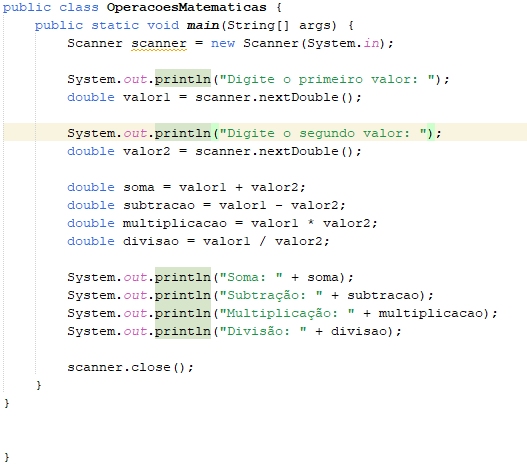 public class OperacoesMatematicas {
public static void main(String[] args) {
Scanner scanner = new Scanner(System.in);
System.out.println("Digite o primeiro valor: ");
double valor1 = scanner.nextDouble();
System.out.println("Digite o segundo valor: ");
double valor2 = scanner.nextDouble();
double soma = valor1 + valor2;
double subtracao = valor1 - valor2;
double multiplicacao = valor1 * valor2;
double divisao = valor1 / valor2;
System.out.println("Soma: " + soma);
System.out.println("Subtração: " + subtracao);
System.out.println("Multiplicação: " + multiplicacao);
System.out.println("Divisão: " + divisao);
scanner.close();
}
}
}